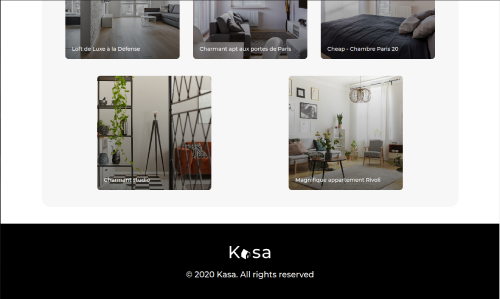 Loft de Luxe à la Défense
Charmant apt aux portes de Paris
Cheap - Chambre Paris 20
Charmant studio
Magnifique appartement Rivoli
Kasa
© 2020 Kasa. All rights reserved